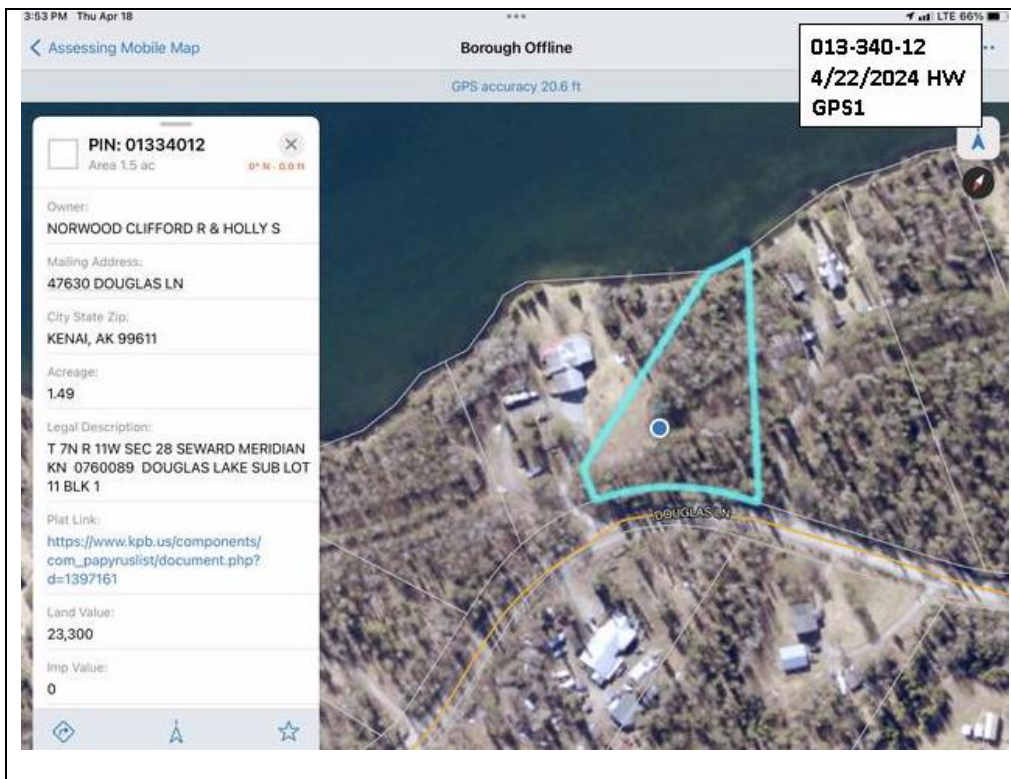 3:53 PM Thu Apr 18
LTE 66%
Assessing Mobile Map
Borough Offline
GPS accuracy 20.6 ft
013-340-12
4/22/2024 HW
GPS1
PIN: 01334012
Area 1.5 ac
0° N - 0.0 ft
Owner:
NORWOOD CLIFFORD R & HOLLY S
Mailing Address:
47630 DOUGLAS LN
City State Zip:
KENAI, AK 99611
Acreage:
1.49
Legal Description:
T 7N R 11W SEC 28 SEWARD MERIDIAN
KN 0760089 DOUGLAS LAKE SUB LOT
11 BLK 1
Plat Link:
https://www.kpb.us/components/
com_papyruslist/document.php?
d=1397161
Land Value:
23,300
Imp Value:
0
DOUGLAS LN